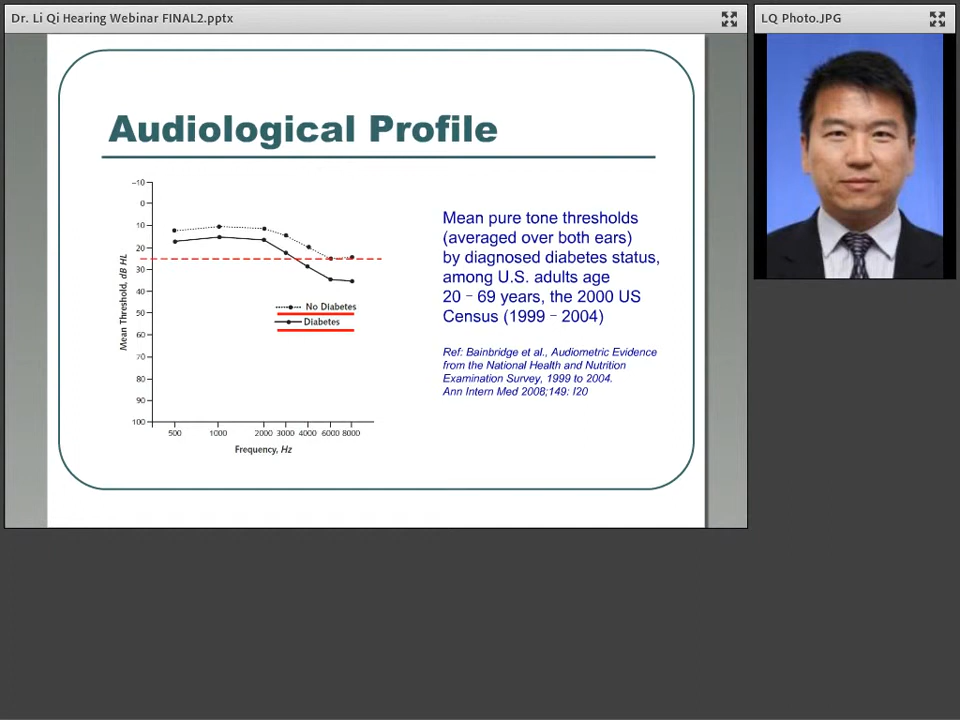 Dr. Li Qi Hearing Webinar FINAL2.pptx
LQ Photo.JPG
Audiological Profile
–10
0
10
20
30
40
50
60
70
80
90
100
Mean Threshold, dB HL
No Diabetes
Diabetes
500 1000 2000 3000 4000 6000 8000
Frequency, Hz
Mean pure tone thresholds
(averaged over both ears)
by diagnosed diabetes status,
among U.S. adults age
20 – 69 years, the 2000 US
Census (1999 – 2004)
Ref: Bainbridge et al., Audiometric Evidence
from the National Health and Nutrition
Examination Survey, 1999 to 2004.
Ann Intern Med 2008;149: I20